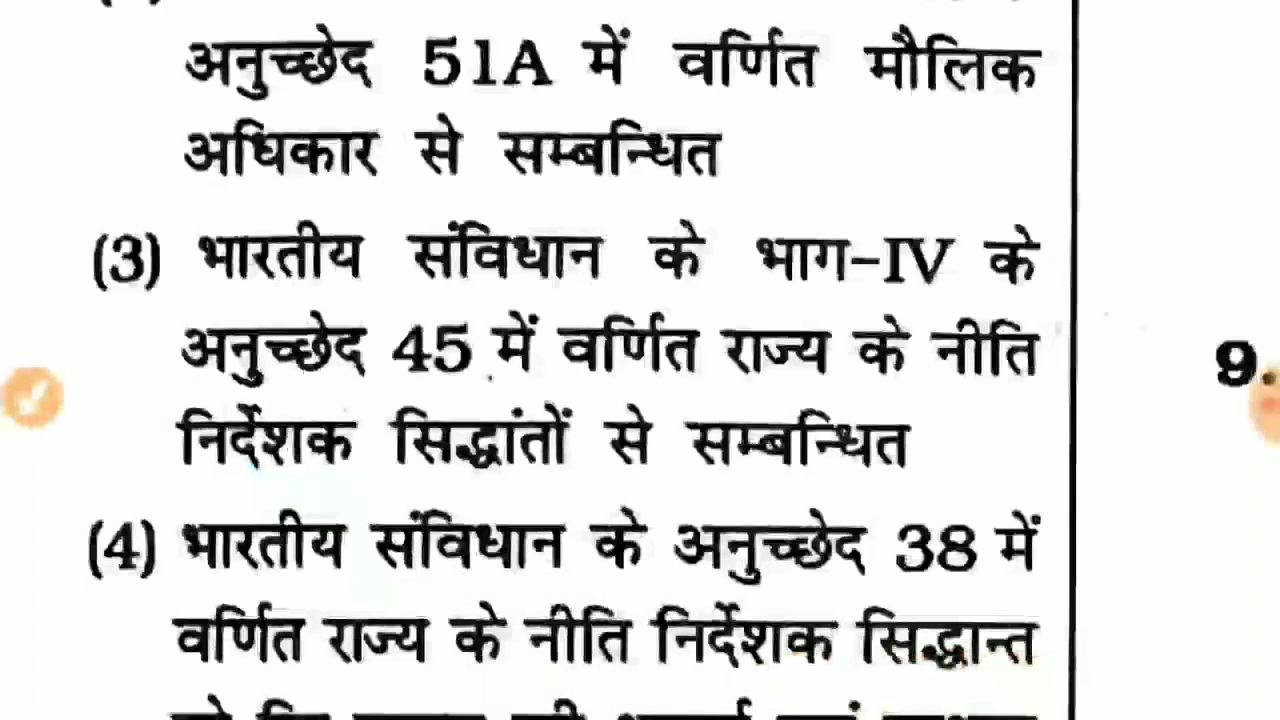 अनुच्छेद 51A में वर्णित मौलिक
अधिकार से सम्बन्धित
(3) भारतीय संविधान के भाग-IV के
अनुच्छेद 45 में वर्णित राज्य के नीति
9.
निर्देशक सिद्धांतों से सम्बन्धित
(4) भारतीय संविधान के अनुच्छेद 38 में
वर्णित राज्य के नीति निर्देशक सिद्धान्त